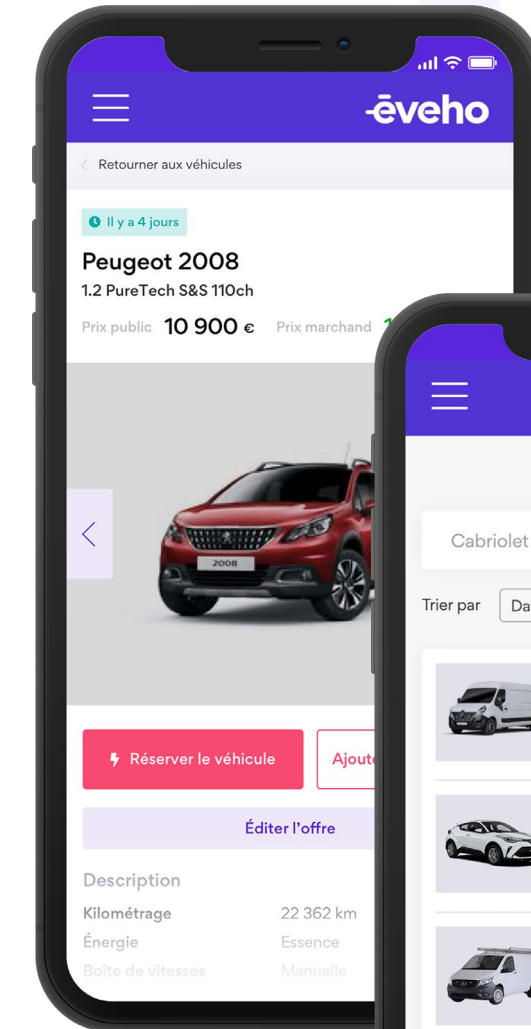 ēveho
Retourner aux véhicules
Il y a 4 jours
Peugeot 2008
1.2 PureTech S&S 110ch
Prix public 10 900 € Prix marchand
2008
Réserver le véhicule
Éditer l’offre
Description
Kilométrage 22 362 km
Énergie Essence
Boîte de vitesses Manuelle
Cabriolet
Trier par